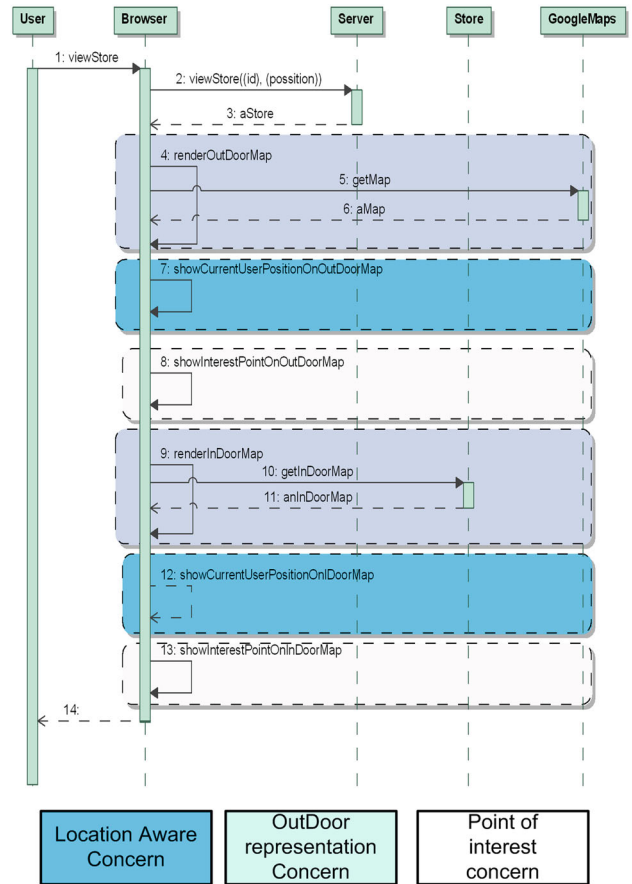 User
Browser
Server
Store
GoogleMaps
1: viewStore
2: viewStore((id), (possition))
3: aStore
4: renderOutDoorMap
5: getMap
6: aMap
7: showCurrentUserPositionOnOutDoorMap
8: showInterestPointOnOutDoorMap
9: renderInDoorMap
10: getInDoorMap
11: anInDoorMap
12: showCurrentUserPositionOnIDoorMap
13: showInterestPointOnInDoorMap
14:
Location Aware
Concern
OutDoor
representation
Concern
Point of
interest
concern